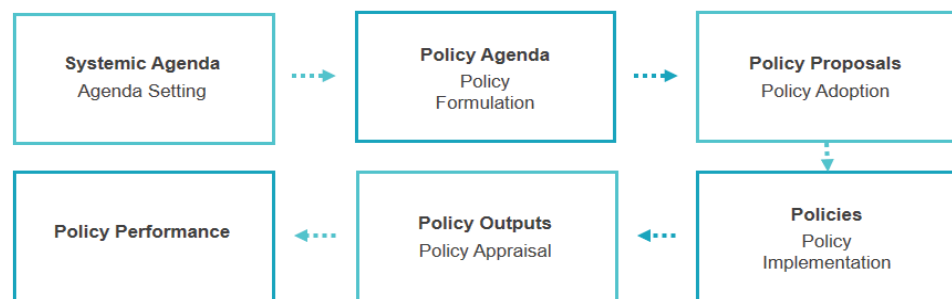 Systemic Agenda
Agenda Setting
Policy Agenda
Policy
Formulation
Policy Proposals
Policy Adoption
Policies
Policy
Implementation
Policy Outputs
Policy Appraisal
Policy Performance